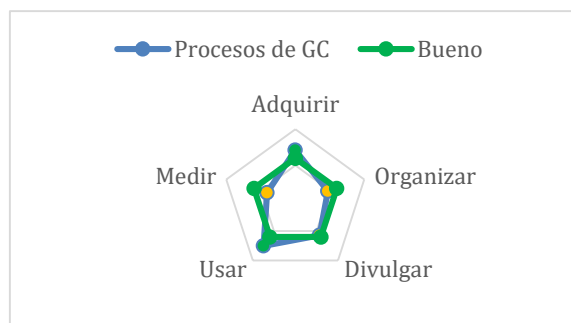 Procesos de GC Bueno
Adquirir
Medir Organizar
Usar Divulgar